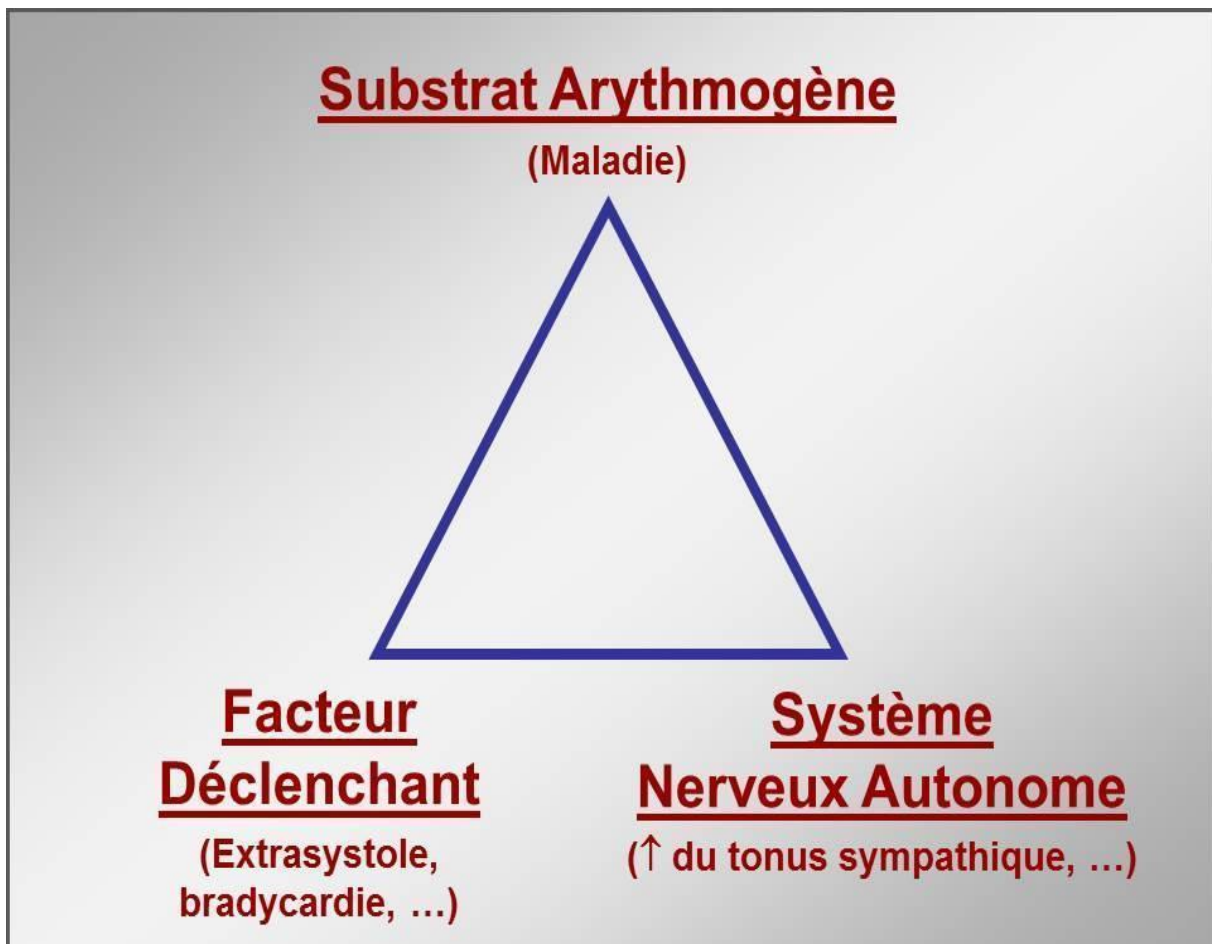 Substrat Arythmogène
(Maladie)
Facteur
Déclenchant
(Extrasystole,
bradycardie, ...)
Système
Nerveux Autonome
(↑ du tonus sympathique, ...)